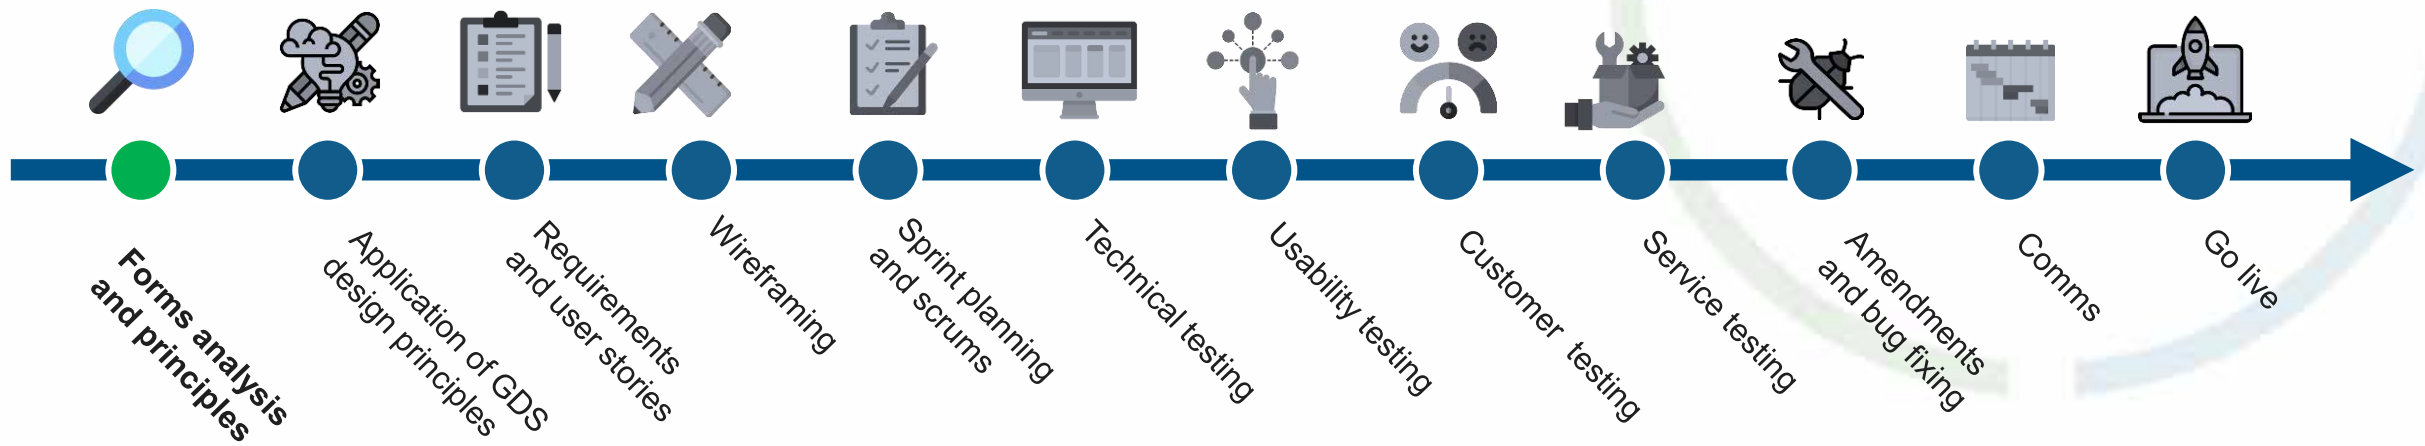 Forms analysis
and principles
Application of GDS
design principles
Requirements
and user stories
Wireframing
Sprint planning
and scrums
Technical testing
Usability testing
Customer testing
Service testing
Amendments
and bug fixing
Comms
Go live